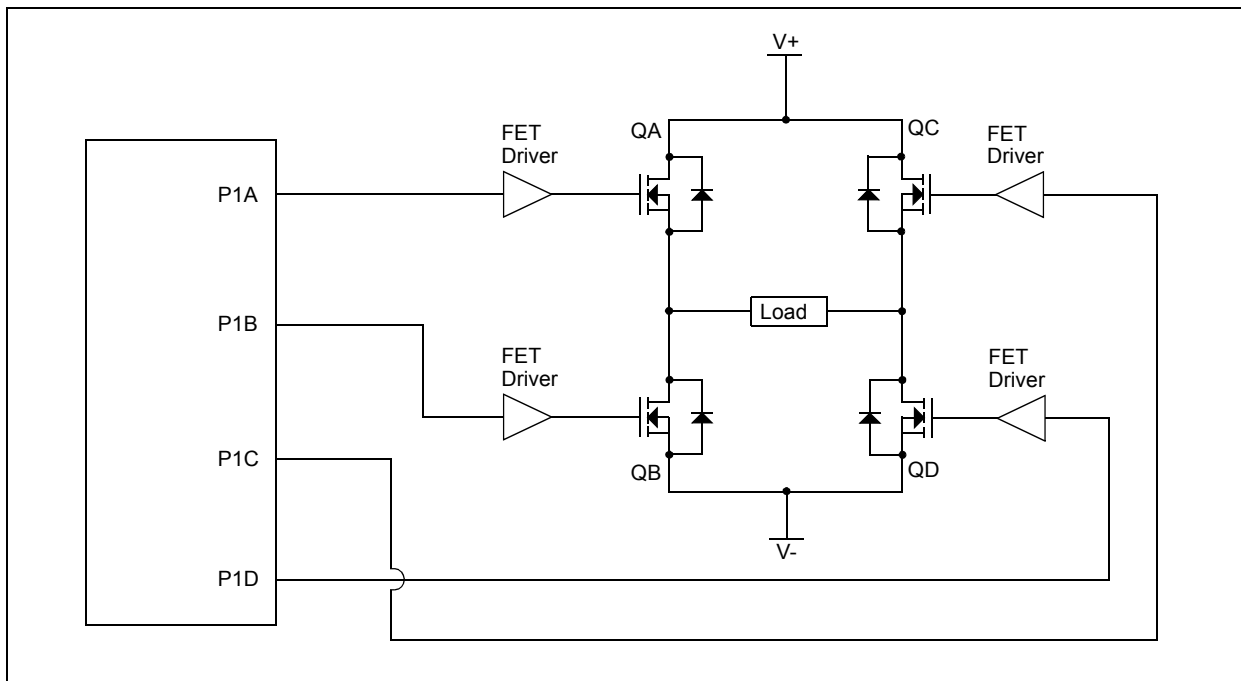 V+
QA
QC
FET
Driver
FET
Driver
P1A
P1B
Load
FET
Driver
FET
Driver
P1C
QB
QD
V-
P1D